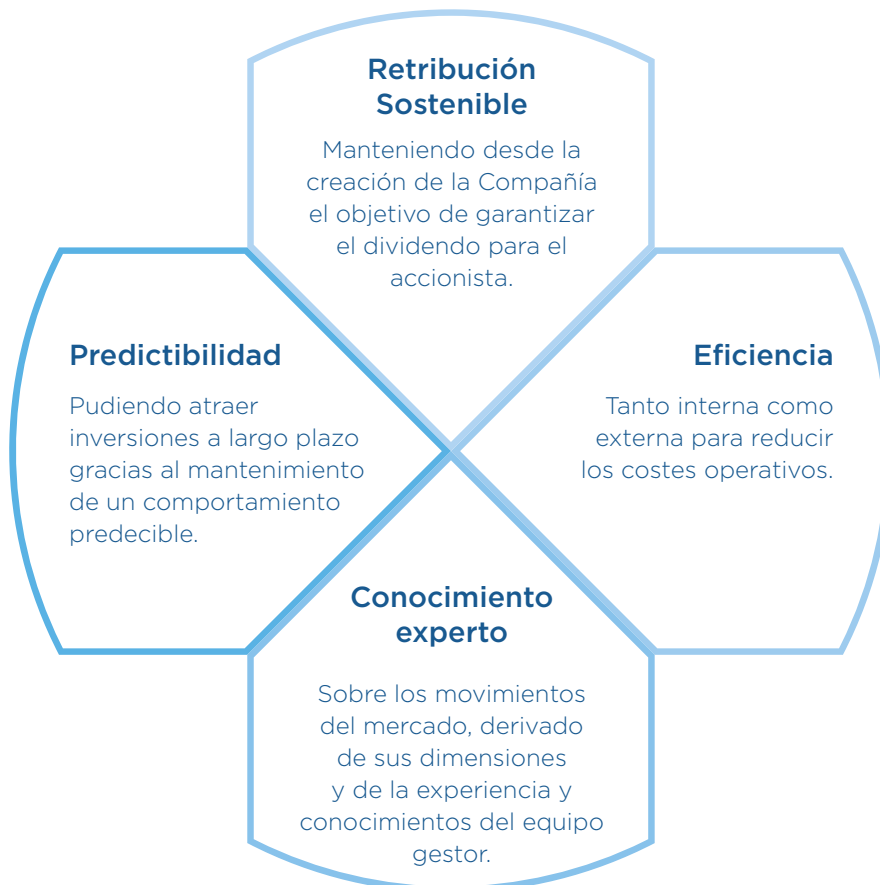 Retribución
Sostenible
Manteniendo desde la
creación de la Compañía
el objetivo de garantizar
el dividendo para el
accionista.
Predictibilidad
Pudiendo atraer
inversiones a largo plazo
gracias al mantenimiento
de un comportamiento
predecible.
Eficiencia
Tanto interna como
externa para reducir
los costes operativos.
Conocimiento
experto
Sobre los movimientos
del mercado, derivado
de sus dimensiones
y de la experiencia y
conocimientos del equipo
gestor.